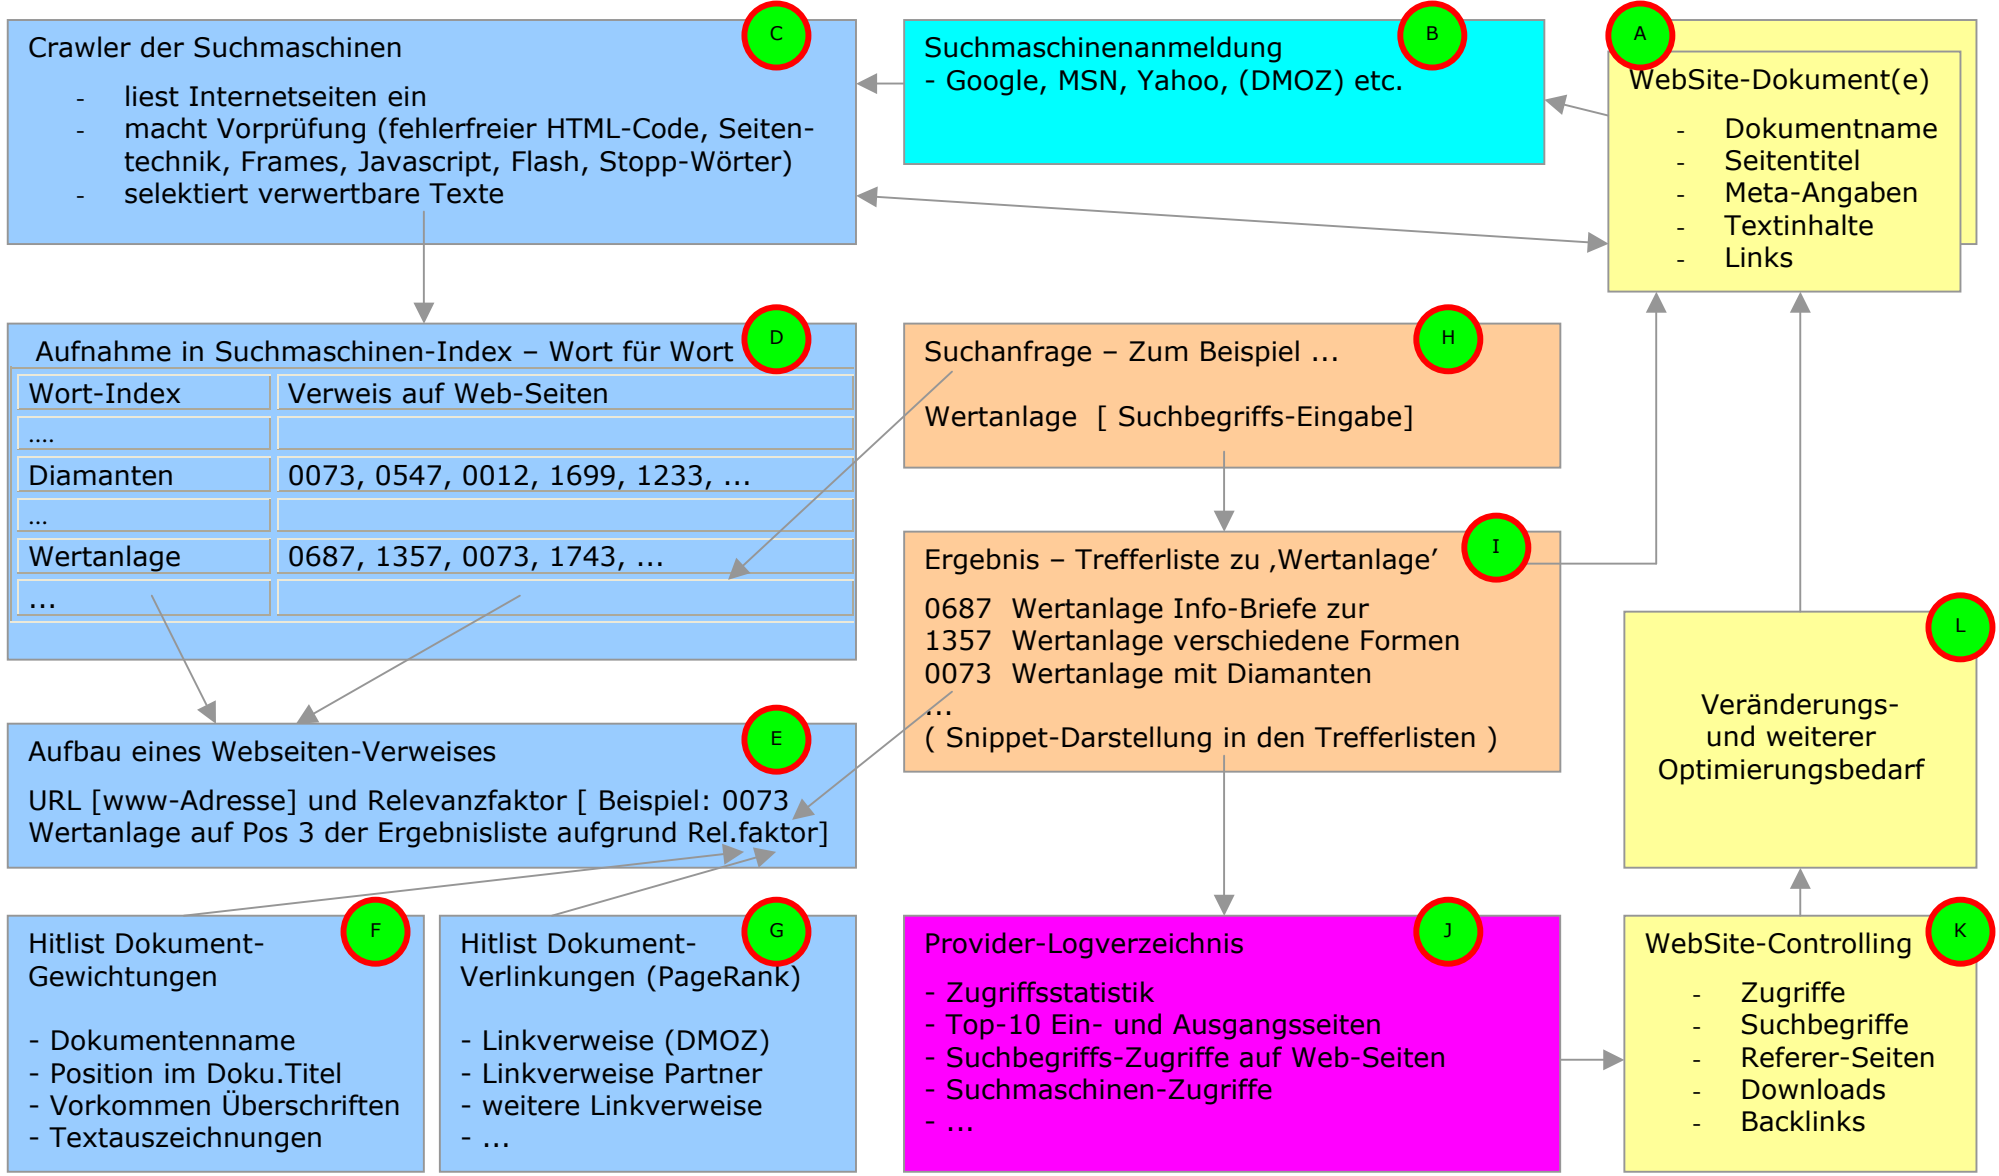 C
Crawler der Suchmaschinen
- liest Internetseiten ein
- macht Vorprüfung (fehlerfreier HTML-Code, Seiten-
technik, Frames, Javascript, Flash, Stopp-Wörter)
- selektiert verwertbare Texte
B
Suchmaschinenanmeldung
- Google, MSN, Yahoo, (DMOZ) etc.
A
WebSite-Dokument(e)
- Dokumentname
- Seitentitel
- Meta-Angaben
- Textinhalte
- Links
D
Aufnahme in Suchmaschinen-Index – Wort für Wort
Wort-Index Verweis auf Web-Seiten
....
Diamanten 0073, 0547, 0012, 1699, 1233, ...
...
Wertanlage 0687, 1357, 0073, 1743, ...
...
H
Suchanfrage – Zum Beispiel ...
Wertanlage [ Suchbegriffs-Eingabe]
I
Ergebnis – Trefferliste zu ‚Wertanlage’
0687 Wertanlage Info-Briefe zur
1357 Wertanlage verschiedene Formen
0073 Wertanlage mit Diamanten
...
( Snippet-Darstellung in den Trefferlisten )
L
Veränderungs-
und weiterer
Optimierungsbedarf
E
Aufbau eines Webseiten-Verweises
URL [www-Adresse] und Relevanzfaktor [ Beispiel: 0073
Wertanlage auf Pos 3 der Ergebnisliste aufgrund Rel.faktor]
F
Hitlist Dokument-
Gewichtungen
- Dokumentenname
- Position im Doku.Titel
- Vorkommen Überschriften
- Textauszeichnungen
G
Hitlist Dokument-
Verlinkungen (PageRank)
- Linkverweise (DMOZ)
- Linkverweise Partner
- weitere Linkverweise
- ...
J
Provider-Logverzeichnis
- Zugriffsstatistik
- Top-10 Ein- und Ausgangsseiten
- Suchbegriffs-Zugriffe auf Web-Seiten
- Suchmaschinen-Zugriffe
- ...
K
WebSite-Controlling
- Zugriffe
- Suchbegriffe
- Referer-Seiten
- Downloads
- Backlinks